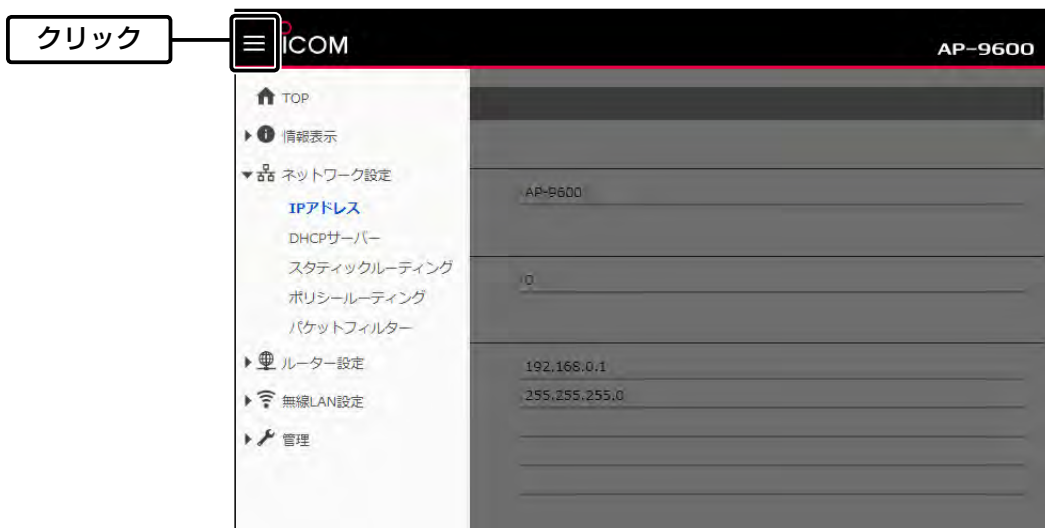 クリック
ICOM
AP-9600
TOP
情報表示
ネットワーク設定
IPアドレス
DHCPサーバー
スタティックルーティング
ポリシールーティング
パケットフィルター
ルーター設定
無線LAN設定
管理
AP-9600
0
192.168.0.1
255.255.255.0